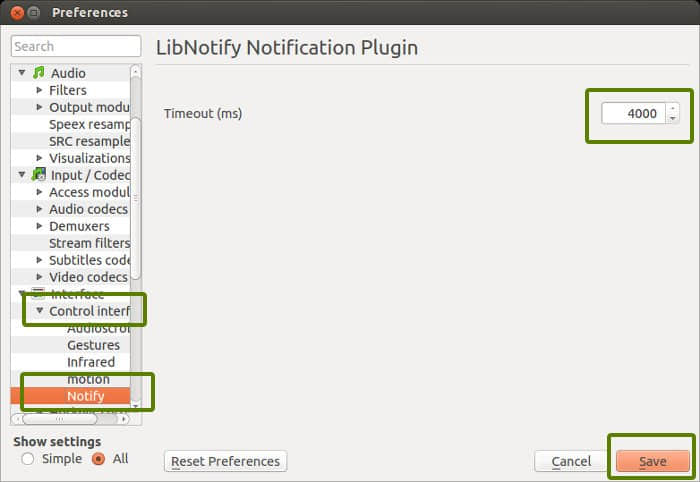 Preferences
Search
LibNotify Notification Plugin
Audio
Filters
Output modu
Speex resamp
SRC resample
Visualizations
Input / Codec
Access modul
Audio codecs
Demuxers
Stream filters
Subtitles code
Video codecs
Interface
Control interf
Audioscrol
Gestures
Infrared
motion
Notify
Timeout (ms)
4000
Show settings
Simple
All
Reset Preferences
Cancel
Save